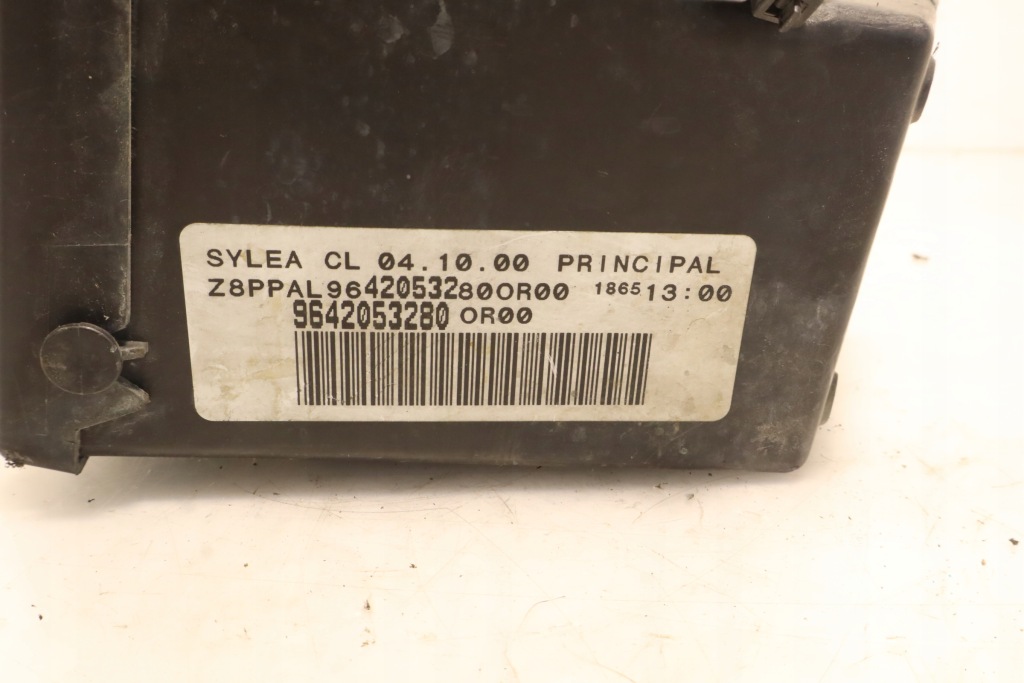 SYLEA CL 04.10.00 PRINCIPAL
Z8PPAL9642053280OR00 1865 13:00
9642053280 OR00